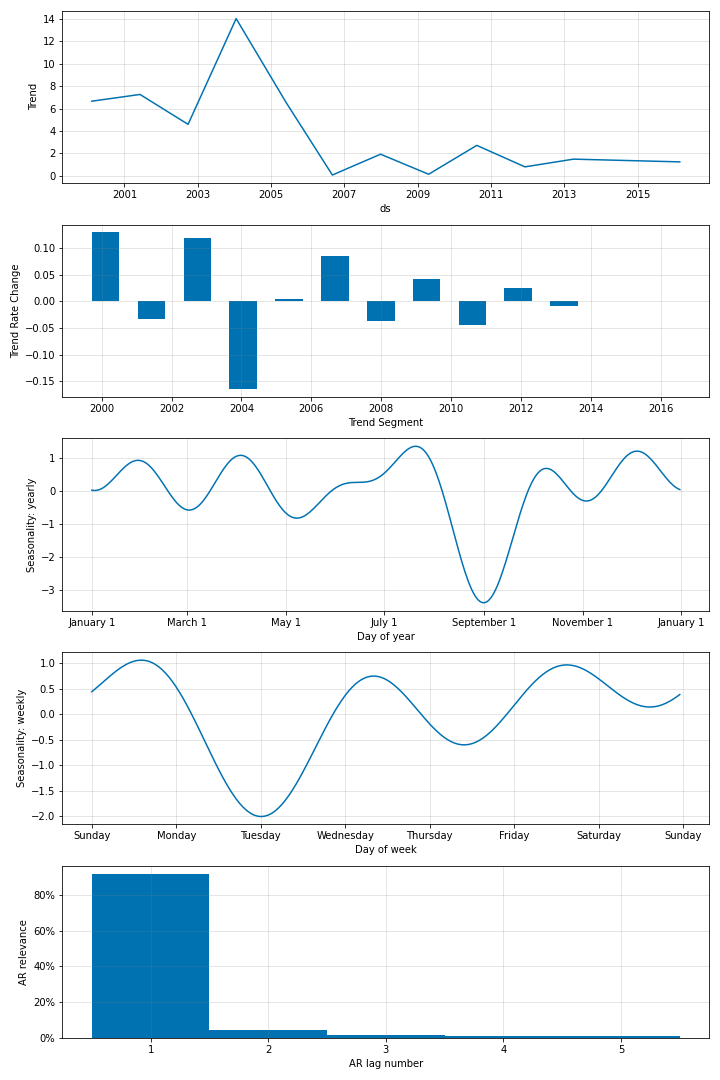 14
12
10
8
6
4
2
0
Trend
2001 2003 2005 2007 2009 2011 2013 2015
ds
0.10
0.05
0.00
−0.05
−0.10
−0.15
Trend Rate Change
2000 2002 2004 2006 2008 2010 2012 2014 2016
Trend Segment
1
0
−1
−2
−3
Seasonality: yearly
January 1 March 1 May 1 July 1 September 1 November 1 January 1
Day of year
1.0
0.5
0.0
−0.5
−1.0
−1.5
−2.0
Seasonality: weekly
Sunday Monday Tuesday Wednesday Thursday Friday Saturday Sunday
Day of week
80%
60%
40%
20%
0%
AR relevance
1 2 3 4 5
AR lag number